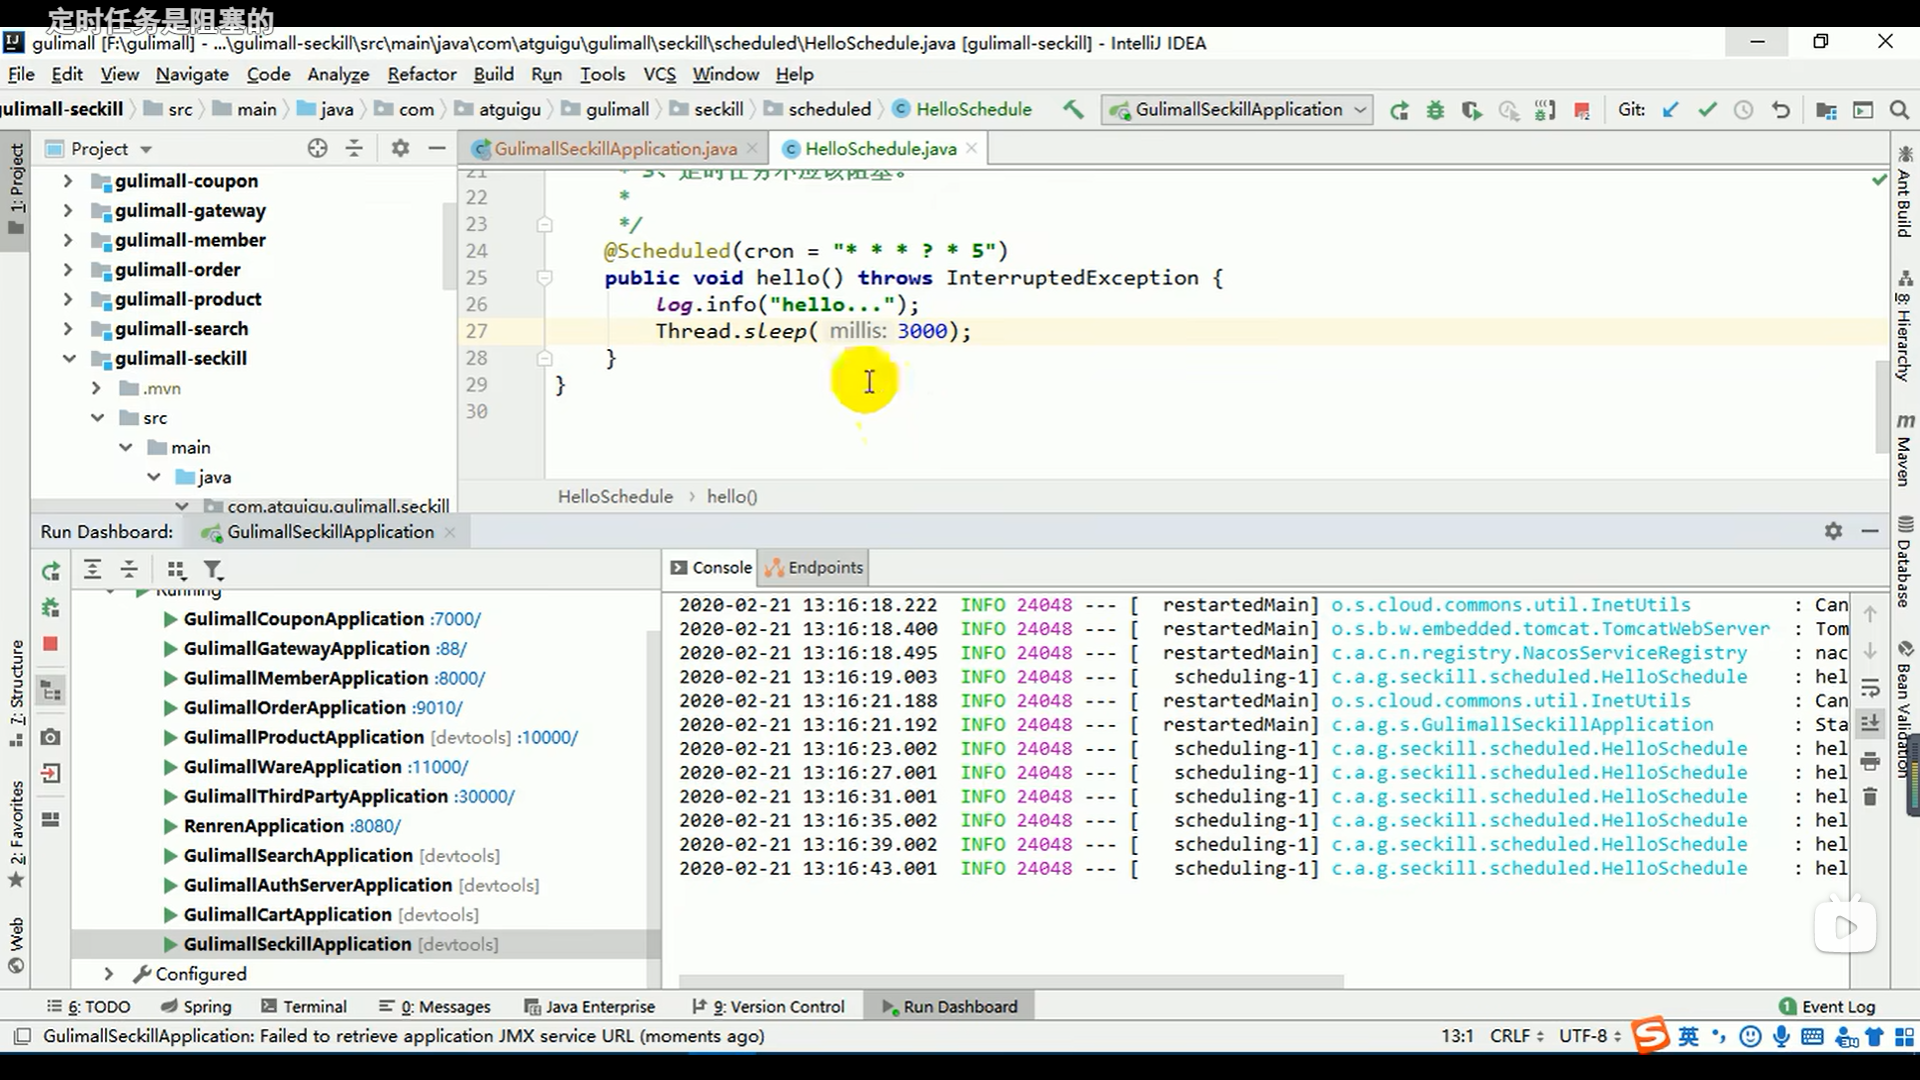 定时任务是阻塞的
gulimall [F:\gulimall] - ...\gulimall-seckill\src\main\java\com\atguigu\gulimall\seckill\scheduled\HelloSchedule.java [gulimall-seckill] - IntelliJ IDEA
File Edit View Navigate Code Analyze Refactor Build Run Tools VCS Window Help
gulimall-seckill src main java com atguigu gulimall seckill scheduled HelloSchedule GulimallSeckillApplication Git:
1: Project
Project
GulimallSeckillApplication.java
HelloSchedule.java
gulimall-coupon
gulimall-gateway
gulimall-member
gulimall-order
gulimall-product
gulimall-search
gulimall-seckill
.mvn
src
main
java
com.atguigu.gulimall.seckill
21 * 3、定时任务不应该阻塞。
22 *
23 */
24 @Scheduled(cron = "* * * ? * 5")
25 public void hello() throws InterruptedException {
26 log.info("hello...");
27 Thread.sleep( millis: 3000);
28 }
29 }
30
HelloSchedule › hello()
Ant Build
8: Hierarchy
Maven
Database
Bean Validation
Run Dashboard: GulimallSeckillApplication
7: Structure
2: Favorites
Web
Running
GulimallCouponApplication :7000/
GulimallGatewayApplication :88/
GulimallMemberApplication :8000/
GulimallOrderApplication :9010/
GulimallProductApplication [devtools] :10000/
GulimallWareApplication :11000/
GulimallThirdPartyApplication :30000/
RenrenApplication :8080/
GulimallSearchApplication [devtools]
GulimallAuthServerApplication [devtools]
GulimallCartApplication [devtools]
GulimallSeckillApplication [devtools]
Configured
Console Endpoints
2020-02-21 13:16:18.222 INFO 24048 --- [ restartedMain] o.s.cloud.commons.util.InetUtils : Can
2020-02-21 13:16:18.400 INFO 24048 --- [ restartedMain] o.s.b.w.embedded.tomcat.TomcatWebServer : Tom
2020-02-21 13:16:18.495 INFO 24048 --- [ restartedMain] c.a.c.n.registry.NacosServiceRegistry : nac
2020-02-21 13:16:19.003 INFO 24048 --- [ scheduling-1] c.a.g.seckill.scheduled.HelloSchedule : hel
2020-02-21 13:16:21.188 INFO 24048 --- [ restartedMain] o.s.cloud.commons.util.InetUtils : Can
2020-02-21 13:16:21.192 INFO 24048 --- [ restartedMain] c.a.g.s.GulimallSeckillApplication : Sta
2020-02-21 13:16:23.002 INFO 24048 --- [ scheduling-1] c.a.g.seckill.scheduled.HelloSchedule : hel
2020-02-21 13:16:27.001 INFO 24048 --- [ scheduling-1] c.a.g.seckill.scheduled.HelloSchedule : hel
2020-02-21 13:16:31.001 INFO 24048 --- [ scheduling-1] c.a.g.seckill.scheduled.HelloSchedule : hel
2020-02-21 13:16:35.002 INFO 24048 --- [ scheduling-1] c.a.g.seckill.scheduled.HelloSchedule : hel
2020-02-21 13:16:39.002 INFO 24048 --- [ scheduling-1] c.a.g.seckill.scheduled.HelloSchedule : hel
2020-02-21 13:16:43.001 INFO 24048 --- [ scheduling-1] c.a.g.seckill.scheduled.HelloSchedule : hel
6: TODO Spring Terminal 0: Messages Java Enterprise 9: Version Control Run Dashboard 1 Event Log
GulimallSeckillApplication: Failed to retrieve application JMX service URL (moments ago) 13:1 CRLF UTF-8 英